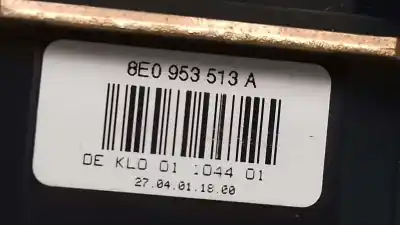 8E0 953 513 A
DE KLO 01 1044 01
27.04.01.18.00